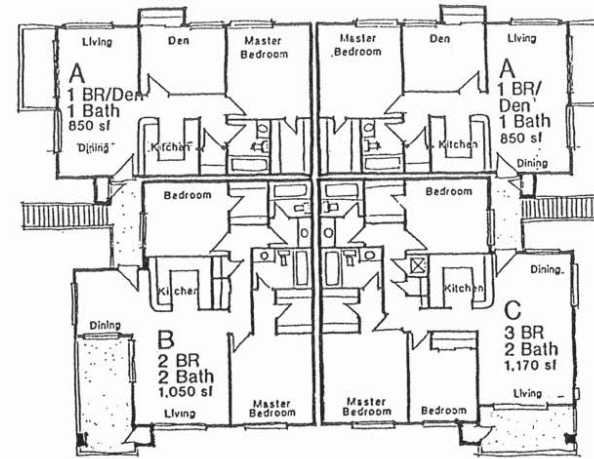 Living
Den
Master
Bedroom
A
1 BR/Den
1 Bath
850 sf
Dining
Kitchen
Master
Bedroom
Den
Living
A
1 BR/
Den
1 Bath
850 sf
Kitchen
Dining
Bedroom
Kitchen
Dining
B
2 BR
2 Bath
1,050 sf
Living
Master
Bedroom
Bedroom
Dining
Kitchen
C
3 BR
2 Bath
1,170 sf
Living
Master
Bedroom
Bedroom